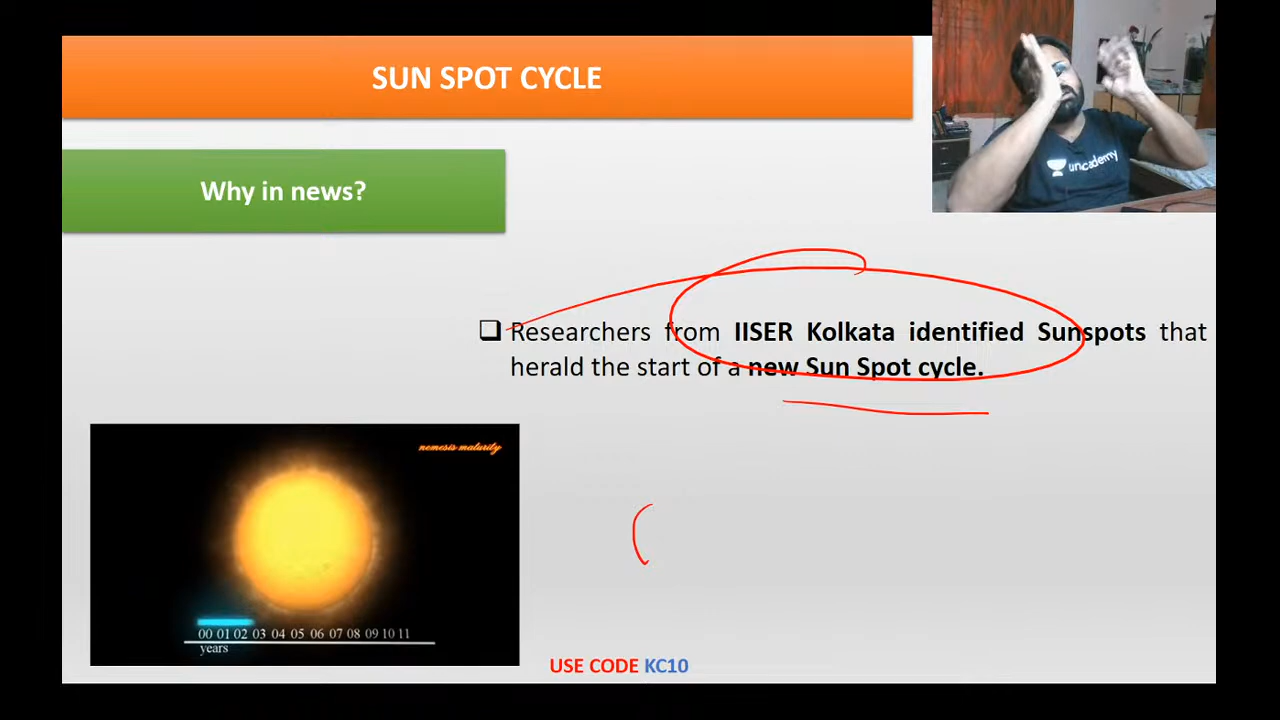 SUN SPOT CYCLE
unacademy
Why in news?
Researchers from IISER Kolkata identified Sunspots that
herald the start of a new Sun Spot cycle.
nemesis maturity
00 01 02 03 04 05 06 07 08 09 10 11
years
USE CODE KC10